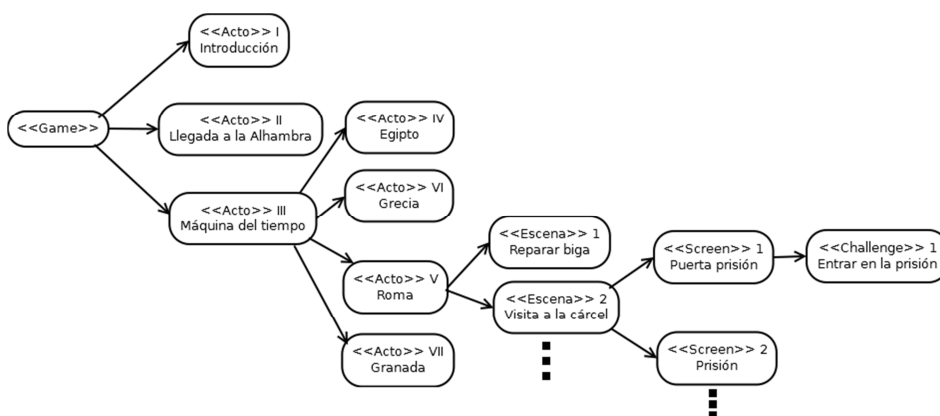 <<Game>>
<<Acto>> I
Introducción
<<Acto>> II
Llegada a la Alhambra
<<Acto>> III
Máquina del tiempo
<<Acto>> IV
Egipto
<<Acto>> VI
Grecia
<<Acto>> V
Roma
<<Acto>> VII
Granada
<<Escena>> 1
Reparar biga
<<Escena>> 2
Visita a la cárcel
<<Screen>> 1
Puerta prisión
<<Screen>> 2
Prisión
<<Challenge>> 1
Entrar en la prisión